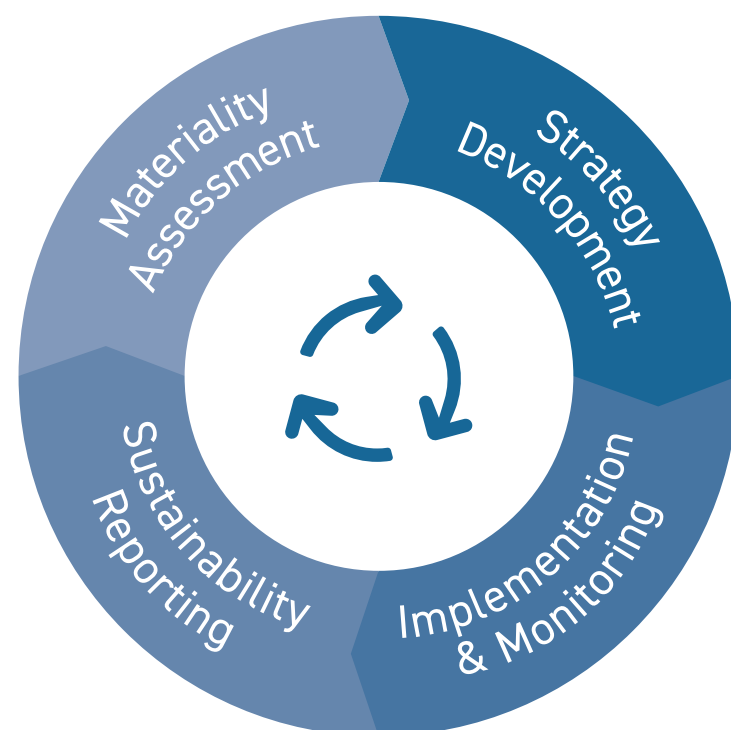 Materiality
Assessment
Strategy
Development
Implementation
& Monitoring
Sustainability
Reporting